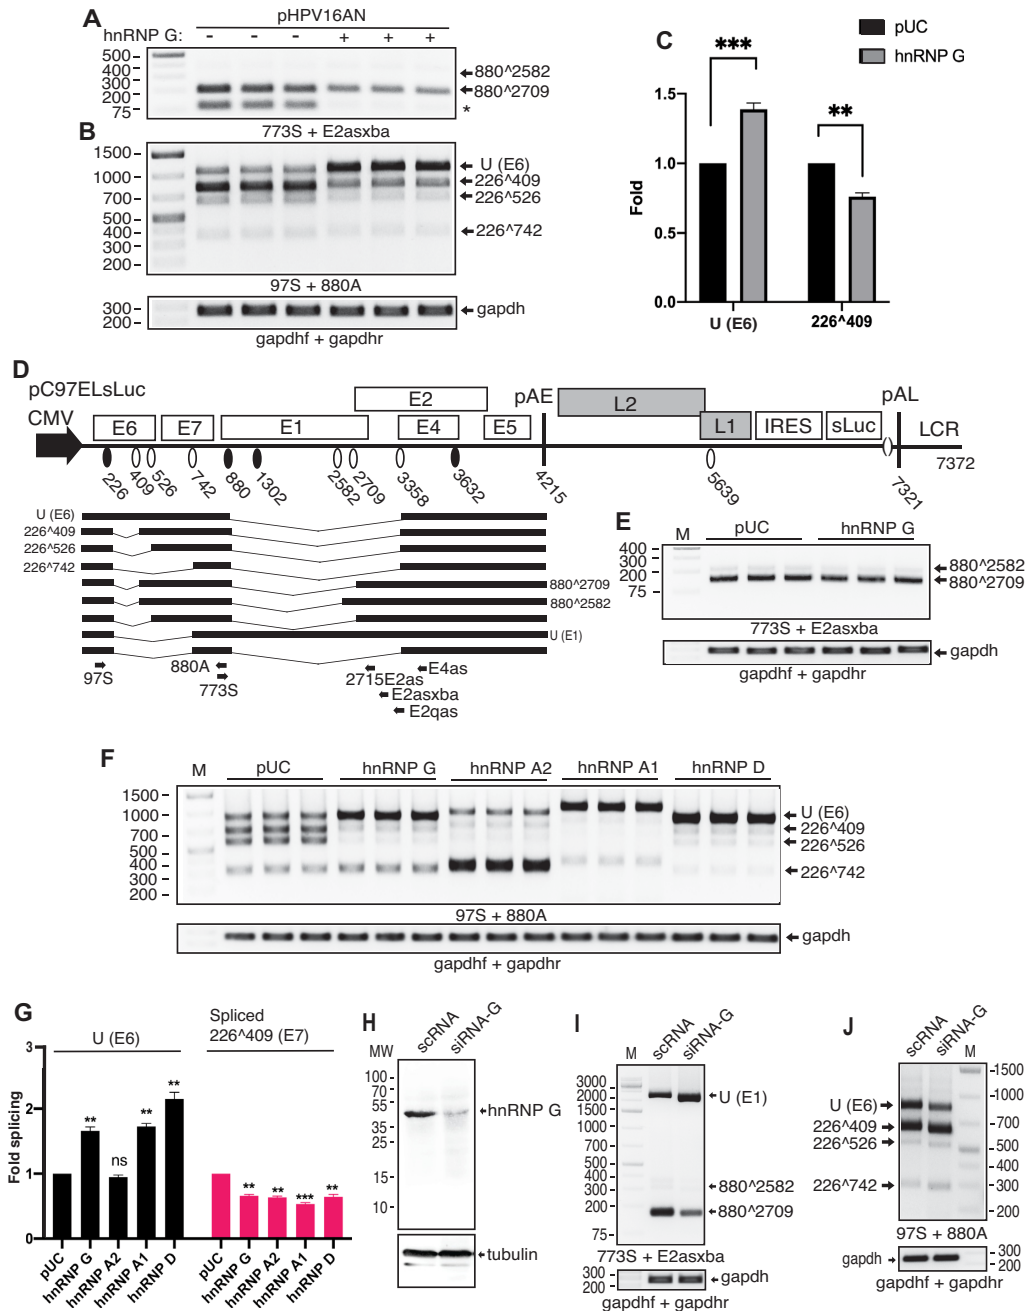 A
pHPV16AN
hnRNP G: - - - + + +
500
400
300
200
75
880^2582
880^2709
*
773S + E2asxba
B
1500
1000
700
500
400
300
200
U (E6)
226^409
226^526
226^742
97S + 880A
300
200
gapdh
gapdhf + gapdhr
C
pUC
hnRNP G
***
**
Fold
1.5
1.0
0.5
0.0
U (E6) 226^409
D
pC97ELsLuc
CMV
E6 E7 E1 E2 E4 E5
pAE
L2 L1 IRES sLuc
pAL
LCR
()
226 409 526 742 880 1302 2582 2709 3358 3632 4215 5639 7321 7372
U (E6)
226^409
226^526
226^742
880^2709
880^2582
U (E1)
97S
880A
773S
2715E2as
E4as
E2asxba
E2qas
E
M pUC hnRNP G
400
300
200
75
880^2582
880^2709
773S + E2asxba
gapdh
gapdhf + gapdhr
F
M pUC hnRNP G hnRNP A2 hnRNP A1 hnRNP D
1500
1000
700
500
400
300
200
U (E6)
226^409
226^526
226^742
97S + 880A
gapdh
gapdhf + gapdhr
G
U (E6)
Spliced
226^409 (E7)
Fold splicing
3
2
1
0
** ns ** **
** ** *** **
pUC hnRNP G hnRNP A2 hnRNP A1 hnRNP D
pUC hnRNP G hnRNP A2 hnRNP A1 hnRNP D
H
MW scRNA siRNA-G
100
70
55
35
25
15
10
hnRNP G
tubulin
I
M scRNA siRNA-G
3000
2000
1500
1000
700
500
400
300
200
75
U (E1)
880^2582
880^2709
773S + E2asxba
300
200
gapdh
gapdhf + gapdhr
J
scRNA siRNA-G M
U (E6)
226^409
226^526
226^742
1500
1000
700
500
400
300
200
97S + 880A
gapdh
300
200
gapdhf + gapdhr